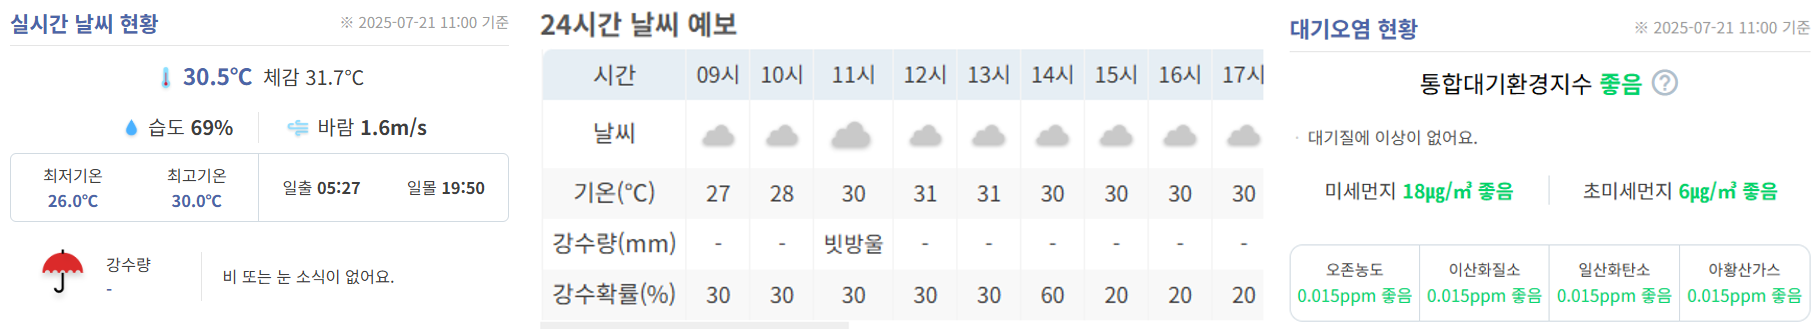 실시간 날씨 현황
※ 2025-07-21 11:00 기준
30.5℃ 체감 31.7℃
습도 69% 바람 1.6m/s
최저기온 최고기온
26.0℃ 30.0℃
일출 05:27 일몰 19:50
강수량
-
비 또는 눈 소식이 없어요.
24시간 날씨 예보
시간 09시 10시 11시 12시 13시 14시 15시 16시 17시
날씨
기온(℃) 27 28 30 31 31 30 30 30 30
강수량(mm) - - 빗방울 - - - - - -
강수확률(%) 30 30 30 30 30 60 20 20 20
대기오염 현황
※ 2025-07-21 11:00 기준
통합대기환경지수 좋음 ?
· 대기질에 이상이 없어요.
미세먼지 18㎍/㎥ 좋음 초미세먼지 6㎍/㎥ 좋음
오존농도 이산화질소 일산화탄소 아황산가스
0.015ppm 좋음 0.015ppm 좋음 0.015ppm 좋음 0.015ppm 좋음